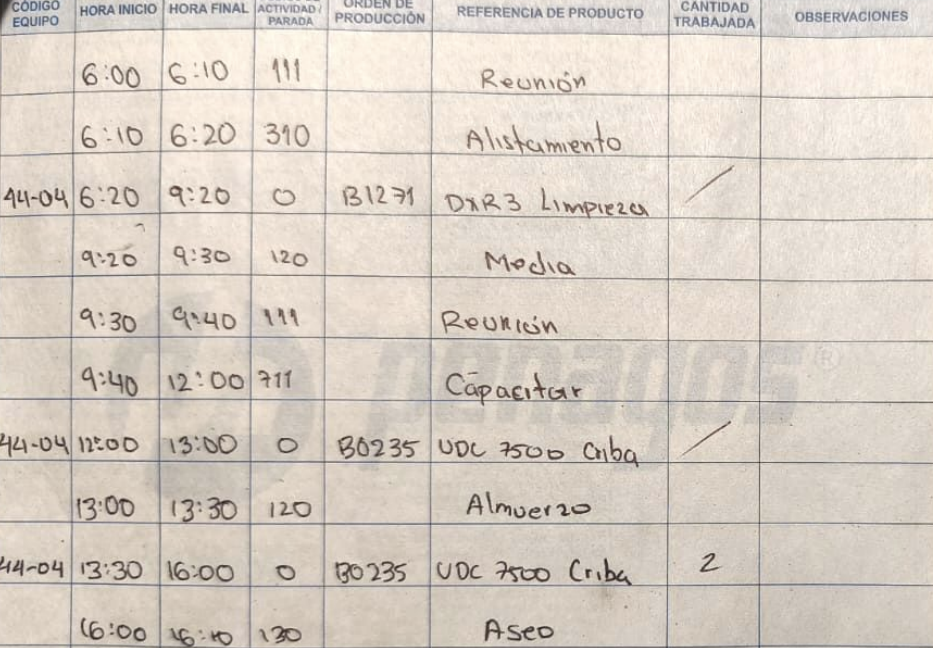 CÓDIGO EQUIPO HORA INICIO HORA FINAL ACTIVIDAD / PARADA ORDEN DE PRODUCCIÓN REFERENCIA DE PRODUCTO CANTIDAD TRABAJADA OBSERVACIONES
6:00 6:10 111 Reunión
6:10 6:20 310 Alistamiento
44-04 6:20 9:20 0 B1271 DXR3 Limpieza /
9:20 9:30 120 Media
9:30 9:40 111 Reunión
9:40 12:00 711 Capacitar
44-04 12:00 13:00 0 B0235 UDC 7500 Criba /
13:00 13:30 120 Almuerzo
44-04 13:30 16:00 0 B0235 UDC 7500 Criba 2
16:00 16:10 130 Aseo
penagos ®